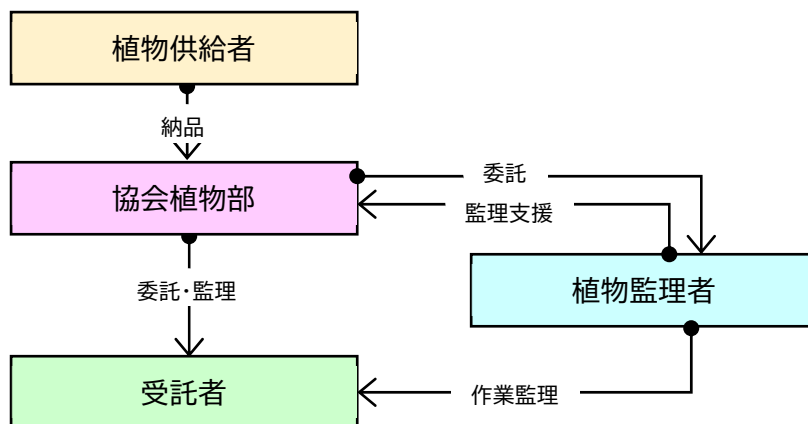 植物供給者
納品
協会植物部
委託
監理支援
委託・監理
植物監理者
受託者
作業監理